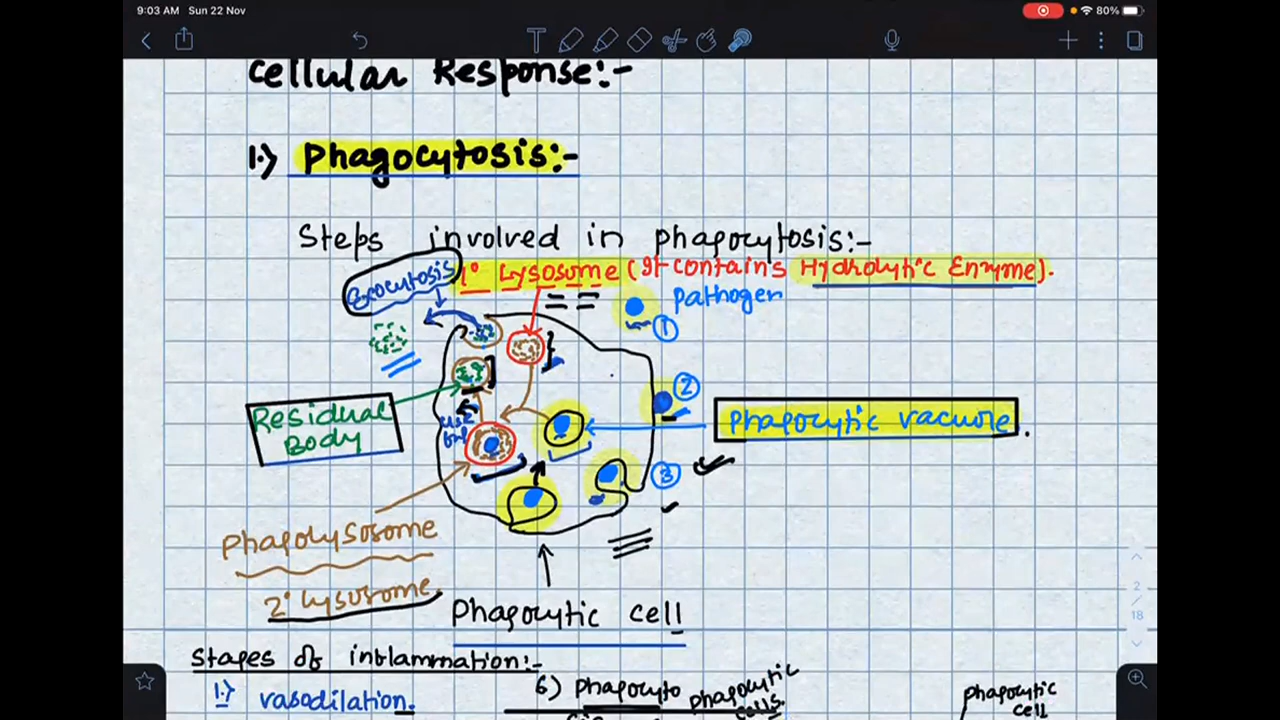 9:03 AM Sun 22 Nov
80%
Cellular Response:-
1.) Phagocytosis:-
Steps involved in phagocytosis:-
Exocytosis
1° Lysosome (It contains Hydrolytic Enzyme).
pathogen
1
2
Residual
Body
Phagocytic vacuole.
3
Phagolysosome
2° Lysosome
Phagocytic cell
2
/
18
Stages of inflammation:-
1.) vasodilation.
6) Phagocyto
phagocytic
cells.
phagocytic
cell